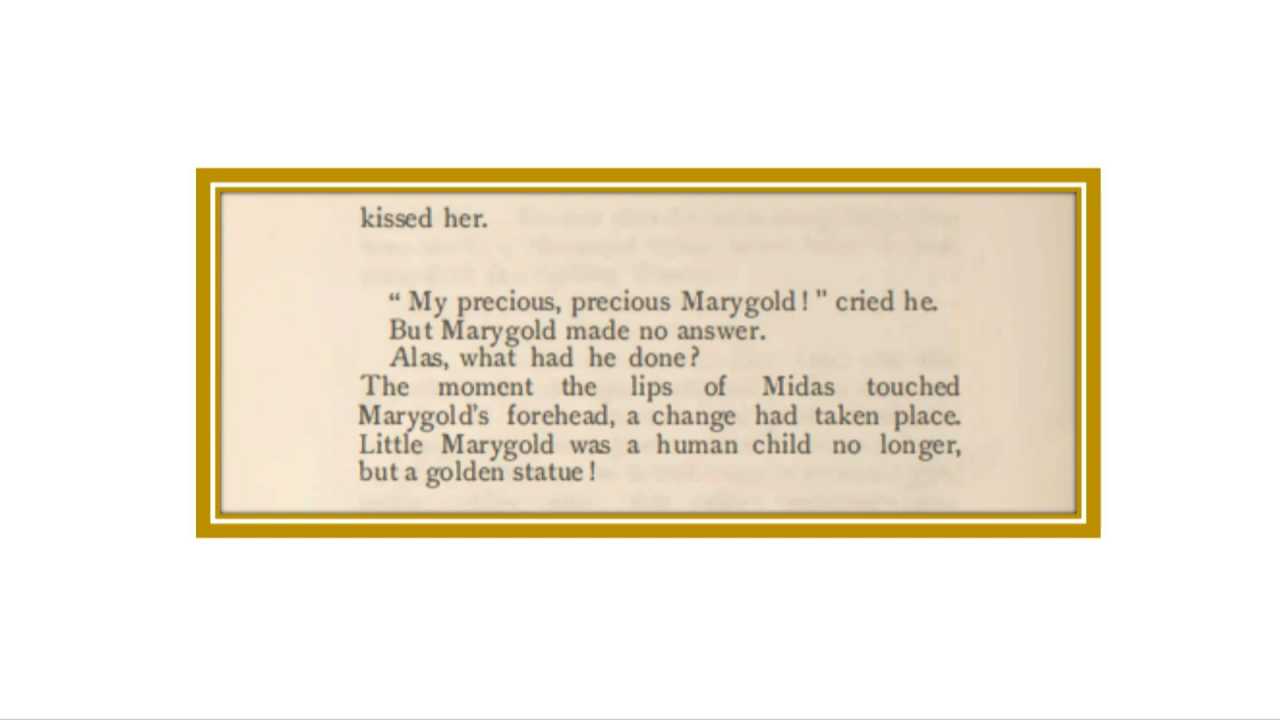 kissed her.
“ My precious, precious Marygold! ” cried he.
But Marygold made no answer.
Alas, what had he done?
The moment the lips of Midas touched
Marygold's forehead, a change had taken place.
Little Marygold was a human child no longer,
but a golden statue!